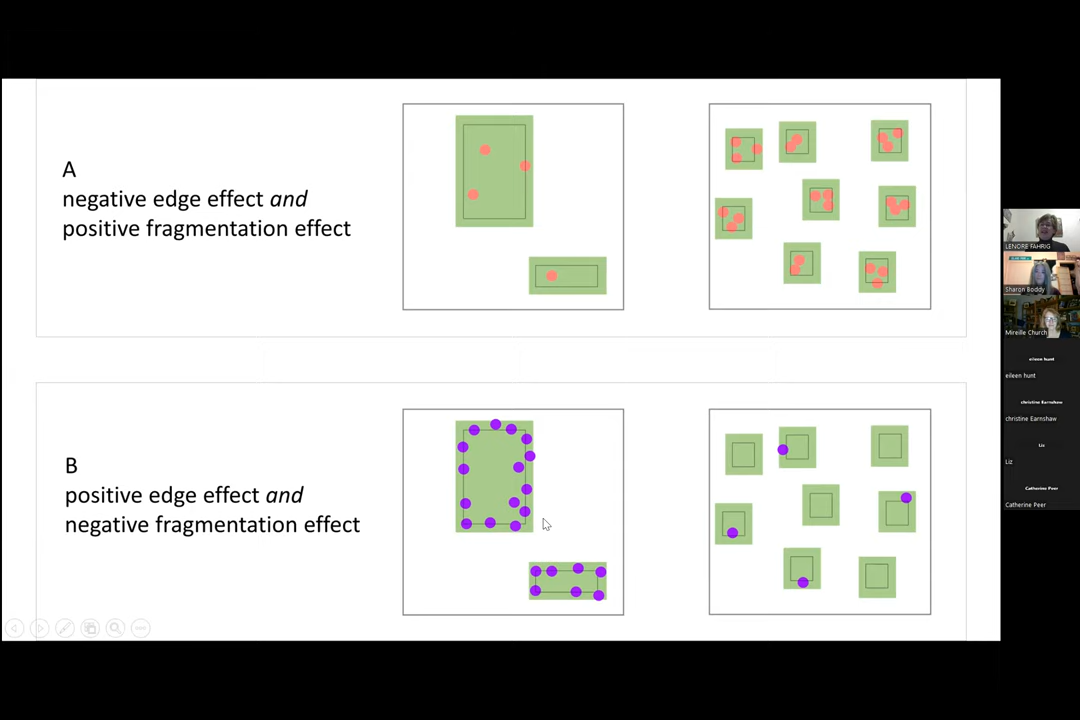 A
negative edge effect and
positive fragmentation effect
B
positive edge effect and
negative fragmentation effect
LENORE FAHRIG
Sharon Boddy
Mireille Church
eileen hunt
eileen hunt
christine Earnshaw
christine Earnshaw
Liz
Liz
Catherine Peer
Catherine Peer